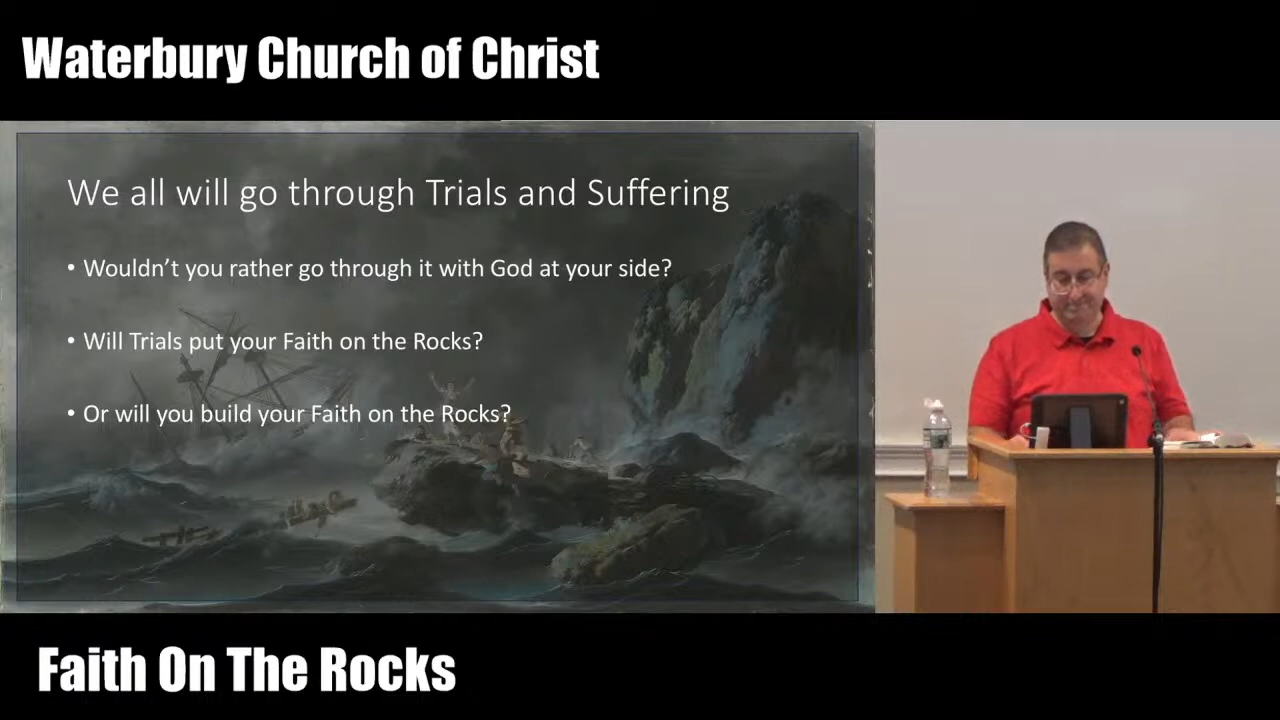 Waterbury Church of Christ
We all will go through Trials and Suffering
• Wouldn’t you rather go through it with God at your side?
• Will Trials put your Faith on the Rocks?
• Or will you build your Faith on the Rocks?
Faith On The Rocks